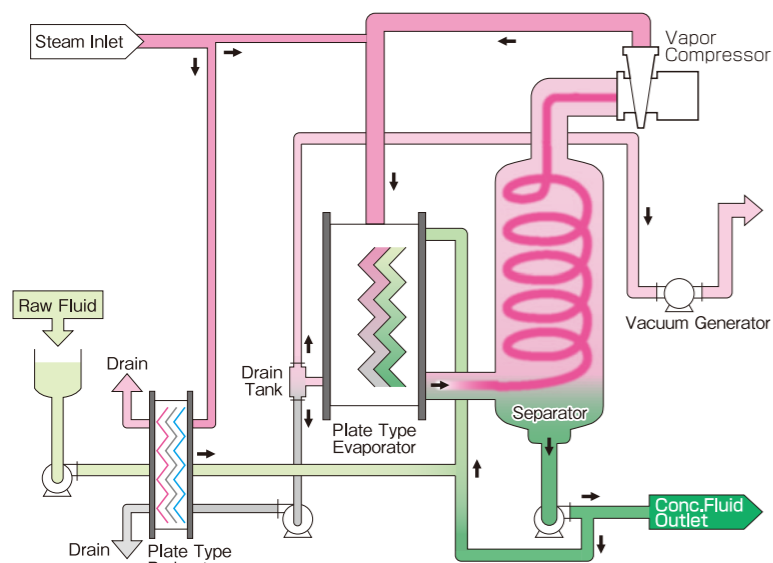 Steam Inlet
Vapor
Compressor
Raw Fluid
Vacuum Generator
Drain
Drain
Tank
Separator
Plate Type
Evaporator
Conc.Fluid
Outlet
Drain
Plate Type